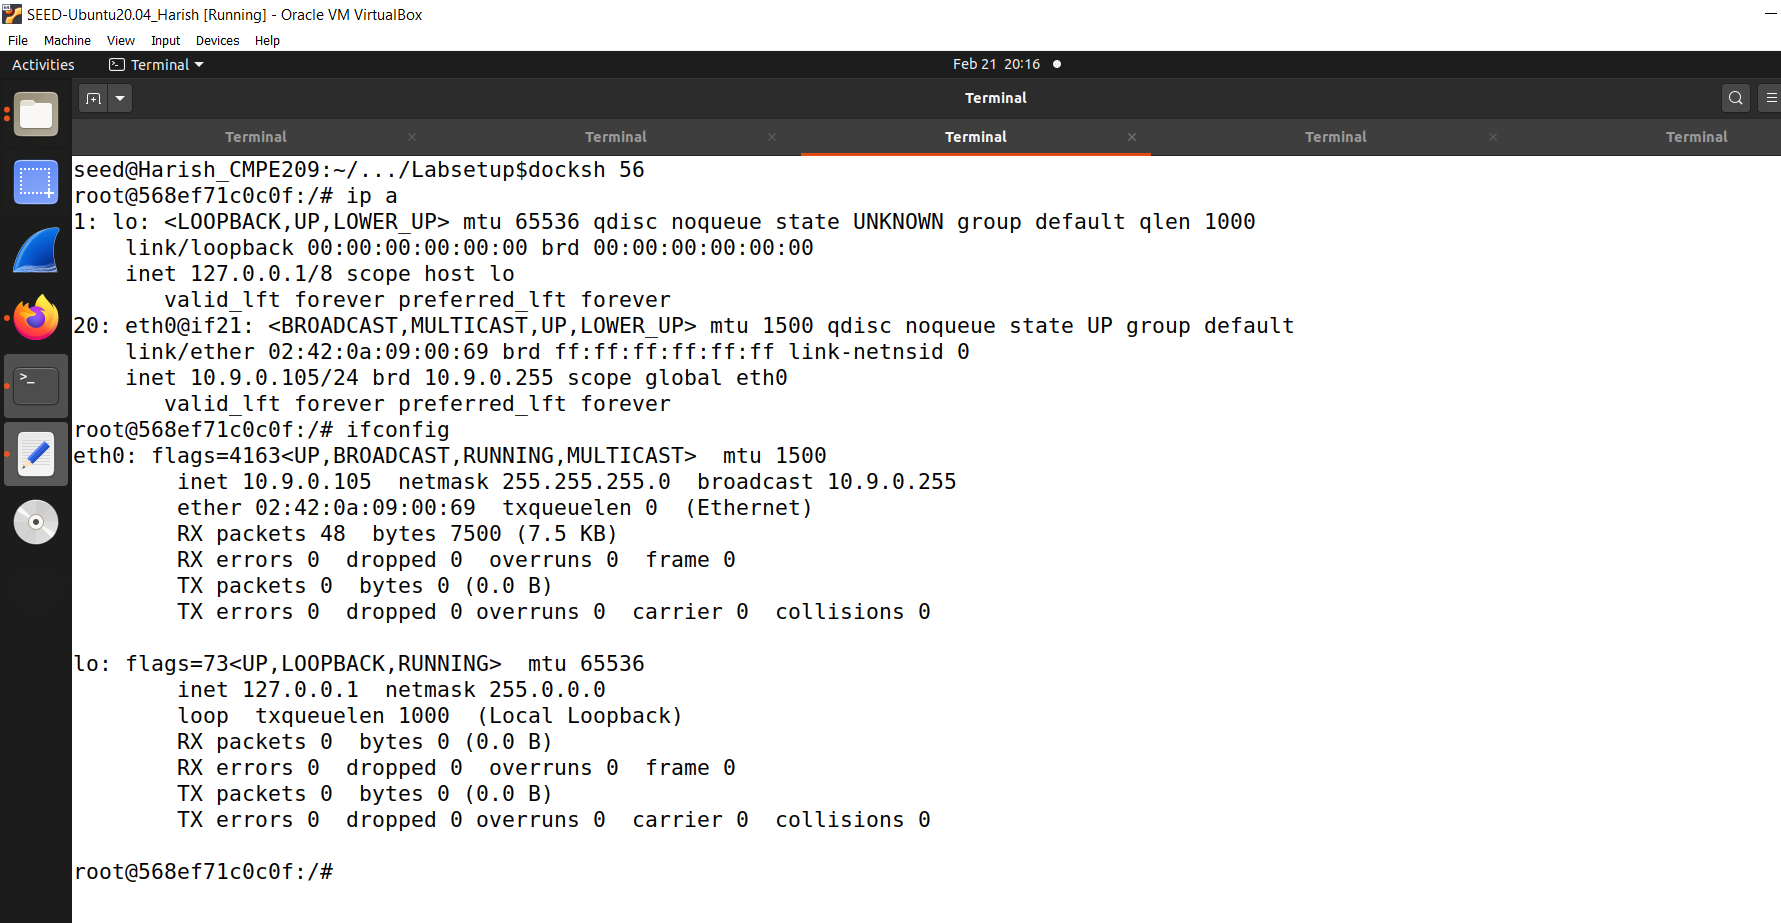 SEED-Ubuntu20.04_Harish [Running] - Oracle VM VirtualBox
File Machine View Input Devices Help
Activities Terminal Feb 21 20:16
Terminal
Terminal Terminal Terminal Terminal Terminal
seed@Harish_CMPE209:~/.../Labsetup$docksh 56
root@568ef71c0c0f:/# ip a
1: lo: <LOOPBACK,UP,LOWER_UP> mtu 65536 qdisc noqueue state UNKNOWN group default qlen 1000
    link/loopback 00:00:00:00:00:00 brd 00:00:00:00:00:00
    inet 127.0.0.1/8 scope host lo
       valid_lft forever preferred_lft forever
20: eth0@if21: <BROADCAST,MULTICAST,UP,LOWER_UP> mtu 1500 qdisc noqueue state UP group default
    link/ether 02:42:0a:09:00:69 brd ff:ff:ff:ff:ff:ff link-netnsid 0
    inet 10.9.0.105/24 brd 10.9.0.255 scope global eth0
       valid_lft forever preferred_lft forever
root@568ef71c0c0f:/# ifconfig
eth0: flags=4163<UP,BROADCAST,RUNNING,MULTICAST>  mtu 1500
        inet 10.9.0.105  netmask 255.255.255.0  broadcast 10.9.0.255
        ether 02:42:0a:09:00:69  txqueuelen 0  (Ethernet)
        RX packets 48  bytes 7500 (7.5 KB)
        RX errors 0  dropped 0  overruns 0  frame 0
        TX packets 0  bytes 0 (0.0 B)
        TX errors 0  dropped 0 overruns 0  carrier 0  collisions 0

lo: flags=73<UP,LOOPBACK,RUNNING>  mtu 65536
        inet 127.0.0.1  netmask 255.0.0.0
        loop  txqueuelen 1000  (Local Loopback)
        RX packets 0  bytes 0 (0.0 B)
        RX errors 0  dropped 0  overruns 0  frame 0
        TX packets 0  bytes 0 (0.0 B)
        TX errors 0  dropped 0 overruns 0  carrier 0  collisions 0

root@568ef71c0c0f:/#